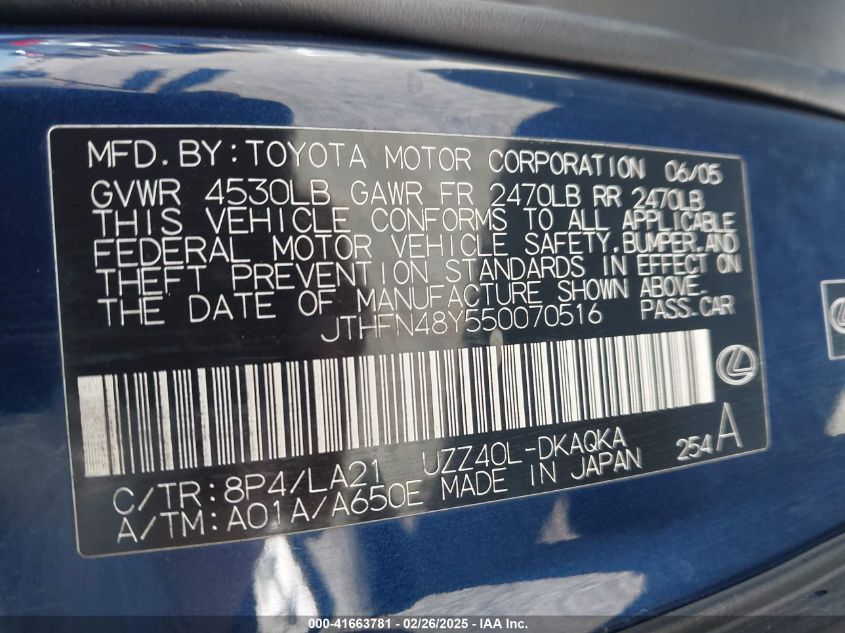 MFD. BY: TOYOTA MOTOR CORPORATION 06/05
GVWR 4530LB GAWR FR 2470LB RR 2470LB
THIS VEHICLE CONFORMS TO ALL APPLICABLE
FEDERAL MOTOR VEHICLE SAFETY, BUMPER, AND
THEFT PREVENTION STANDARDS IN EFFECT ON
THE DATE OF MANUFACTURE SHOWN ABOVE.
JTHFN48Y550070516 PASS. CAR
C/TR: 8P4/LA21 UZZ40L-DKAQKA 254A
A/TM: A01A/A650E MADE IN JAPAN
000-41663781 - 02/26/2025 - IAA Inc.